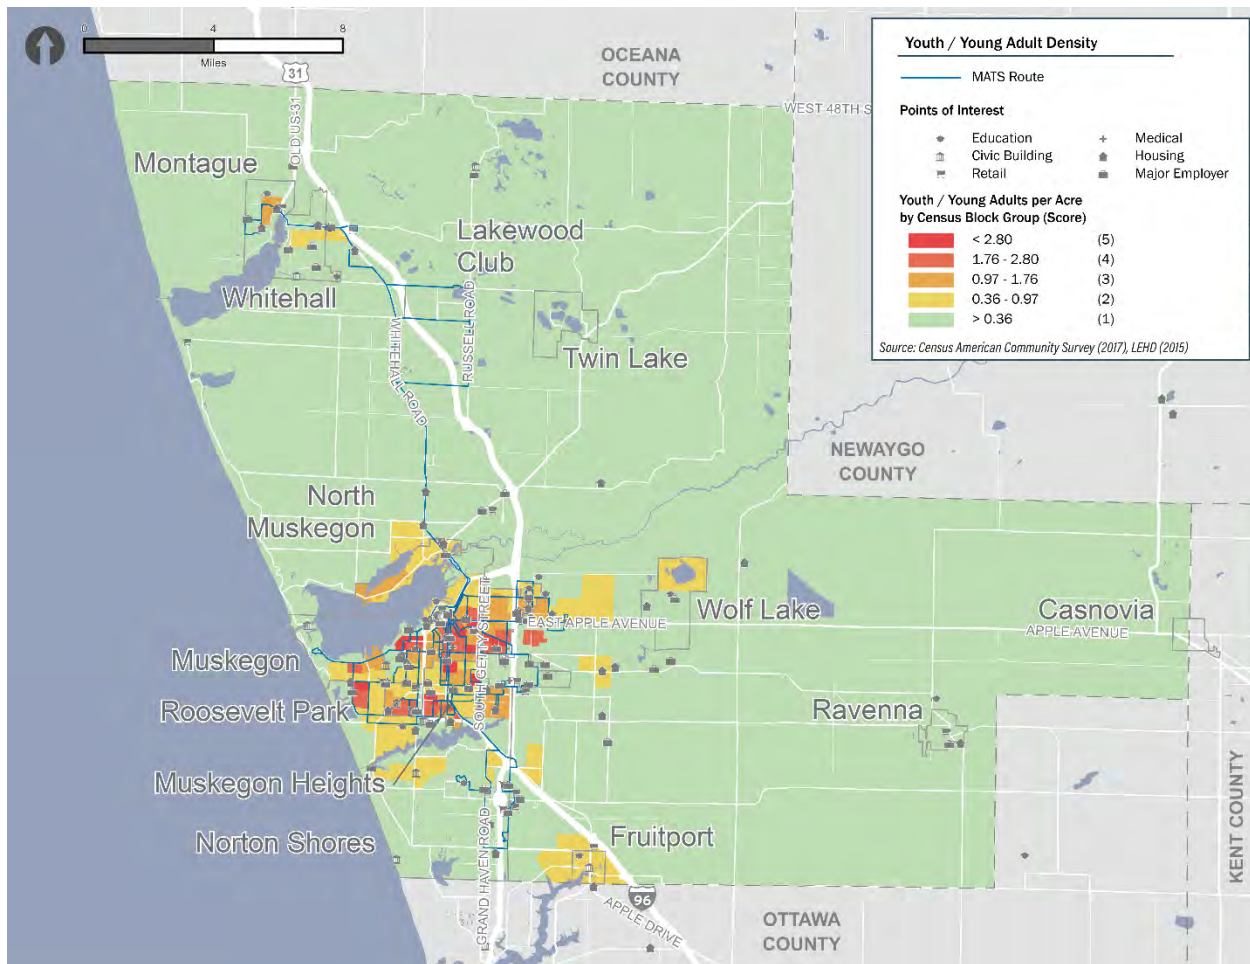 0 4 8
Miles
31
OCEANA
COUNTY
WEST 48TH S
OLD US-31
Montague
Lakewood
Club
Whitehall
RUSSELL ROAD
WHITEHALL ROAD
Twin Lake
NEWAYGO
COUNTY
North
Muskegon
SOUTH GETTY STREET
EAST APPLE AVENUE
Wolf Lake
Casnovia
APPLE AVENUE
Muskegon
Roosevelt Park
Ravenna
Muskegon Heights
Norton Shores
GRAND HAVEN ROAD
Fruitport
96
APPLE DRIVE
OTTAWA
COUNTY
KENT COUNTY
Youth / Young Adult Density
MATS Route
Points of Interest
Education
Civic Building
Retail
Medical
Housing
Major Employer
Youth / Young Adults per Acre
by Census Block Group (Score)
< 2.80 (5)
1.76 - 2.80 (4)
0.97 - 1.76 (3)
0.36 - 0.97 (2)
> 0.36 (1)
Source: Census American Community Survey (2017), LEHD (2015)